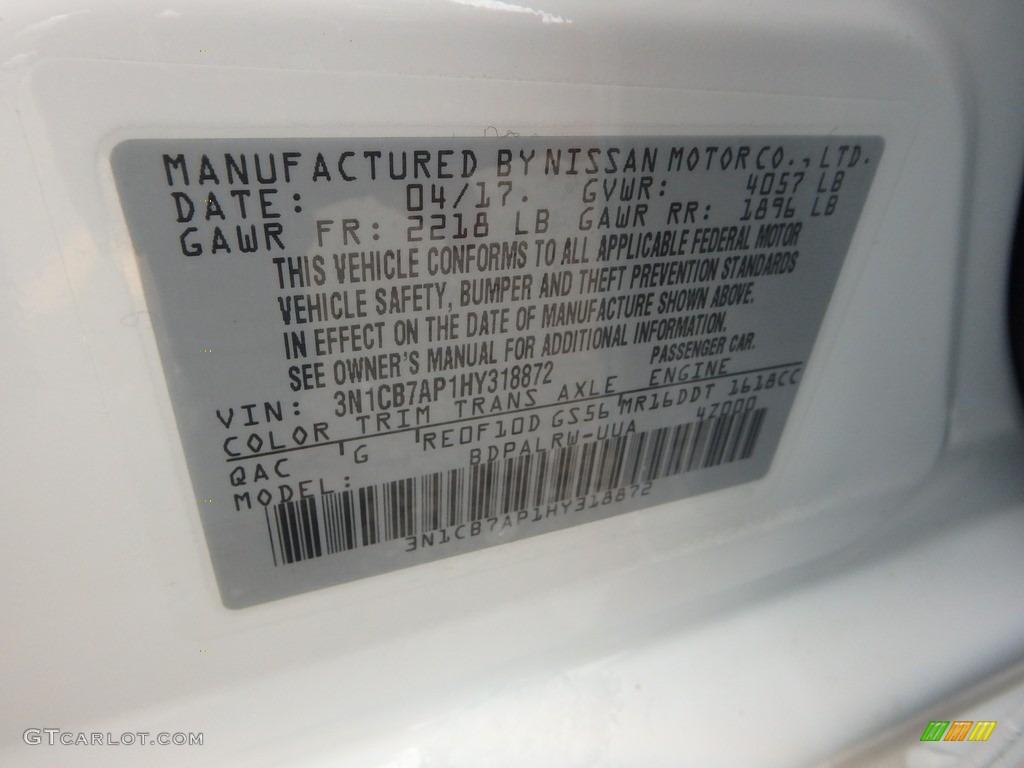 MANUFACTURED BY NISSAN MOTOR CO., LTD.
DATE: 04/17. GVWR: 4057 LB
GAWR FR: 2218 LB GAWR RR: 1896 LB
THIS VEHICLE CONFORMS TO ALL APPLICABLE FEDERAL MOTOR
VEHICLE SAFETY, BUMPER AND THEFT PREVENTION STANDARDS
IN EFFECT ON THE DATE OF MANUFACTURE SHOWN ABOVE.
SEE OWNER'S MANUAL FOR ADDITIONAL INFORMATION.
VIN: 3N1CB7AP1HY318872 PASSENGER CAR.
COLOR TRIM TRANS AXLE ENGINE
QAC G RE0F10D GS56 MR16DDT 1618CC
MODEL: BDPALRW-UUA 47000
3N1CB7AP1HY318872
GTCARLOT.COM